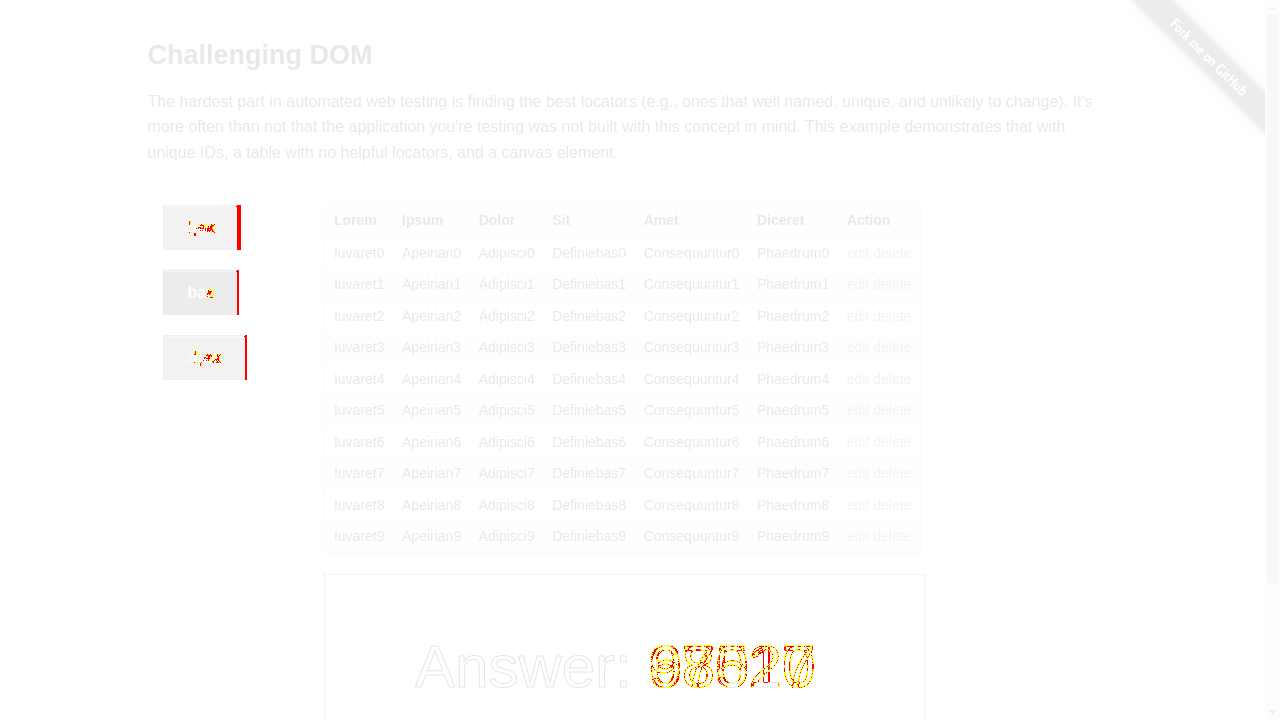 Fork me on GitHub
Challenging DOM
The hardest part in automated web testing is finding the best locators (e.g., ones that well named, unique, and unlikely to change). It's
more often than not that the application you're testing was not built with this concept in mind. This example demonstrates that with
unique IDs, a table with no helpful locators, and a canvas element.
Lorem Ipsum Dolor Sit Amet Diceret Action
Iuvaret0 Apeirian0 Adipisci0 Definiebas0 Consequuntur0 Phaedrum0 edit delete
Iuvaret1 Apeirian1 Adipisci1 Definiebas1 Consequuntur1 Phaedrum1 edit delete
Iuvaret2 Apeirian2 Adipisci2 Definiebas2 Consequuntur2 Phaedrum2 edit delete
Iuvaret3 Apeirian3 Adipisci3 Definiebas3 Consequuntur3 Phaedrum3 edit delete
Iuvaret4 Apeirian4 Adipisci4 Definiebas4 Consequuntur4 Phaedrum4 edit delete
Iuvaret5 Apeirian5 Adipisci5 Definiebas5 Consequuntur5 Phaedrum5 edit delete
Iuvaret6 Apeirian6 Adipisci6 Definiebas6 Consequuntur6 Phaedrum6 edit delete
Iuvaret7 Apeirian7 Adipisci7 Definiebas7 Consequuntur7 Phaedrum7 edit delete
Iuvaret8 Apeirian8 Adipisci8 Definiebas8 Consequuntur8 Phaedrum8 edit delete
Iuvaret9 Apeirian9 Adipisci9 Definiebas9 Consequuntur9 Phaedrum9 edit delete
Answer: